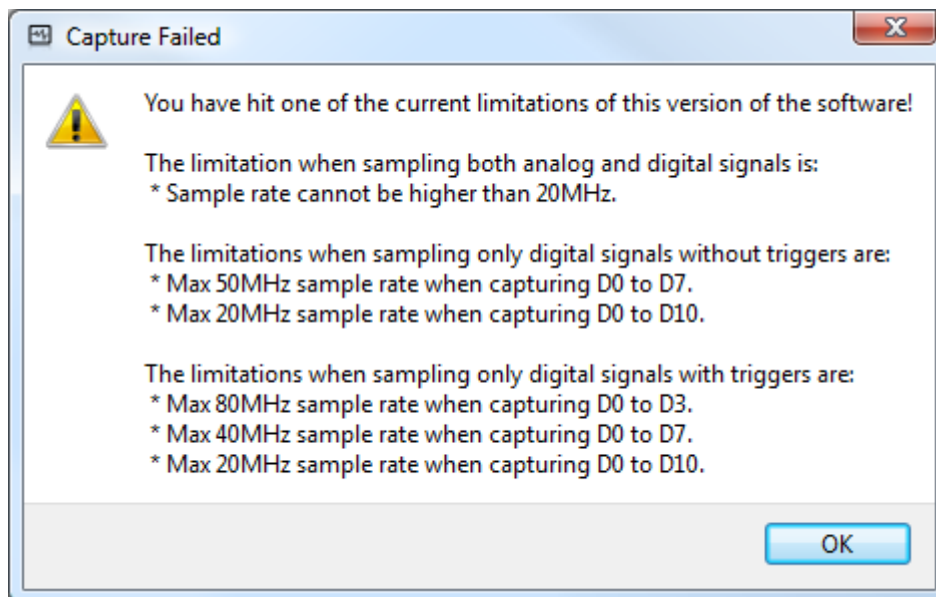 Capture Failed
You have hit one of the current limitations of this version of the software!
The limitation when sampling both analog and digital signals is:
* Sample rate cannot be higher than 20MHz.
The limitations when sampling only digital signals without triggers are:
* Max 50MHz sample rate when capturing D0 to D7.
* Max 20MHz sample rate when capturing D0 to D10.
The limitations when sampling only digital signals with triggers are:
* Max 80MHz sample rate when capturing D0 to D3.
* Max 40MHz sample rate when capturing D0 to D7.
* Max 20MHz sample rate when capturing D0 to D10.
OK